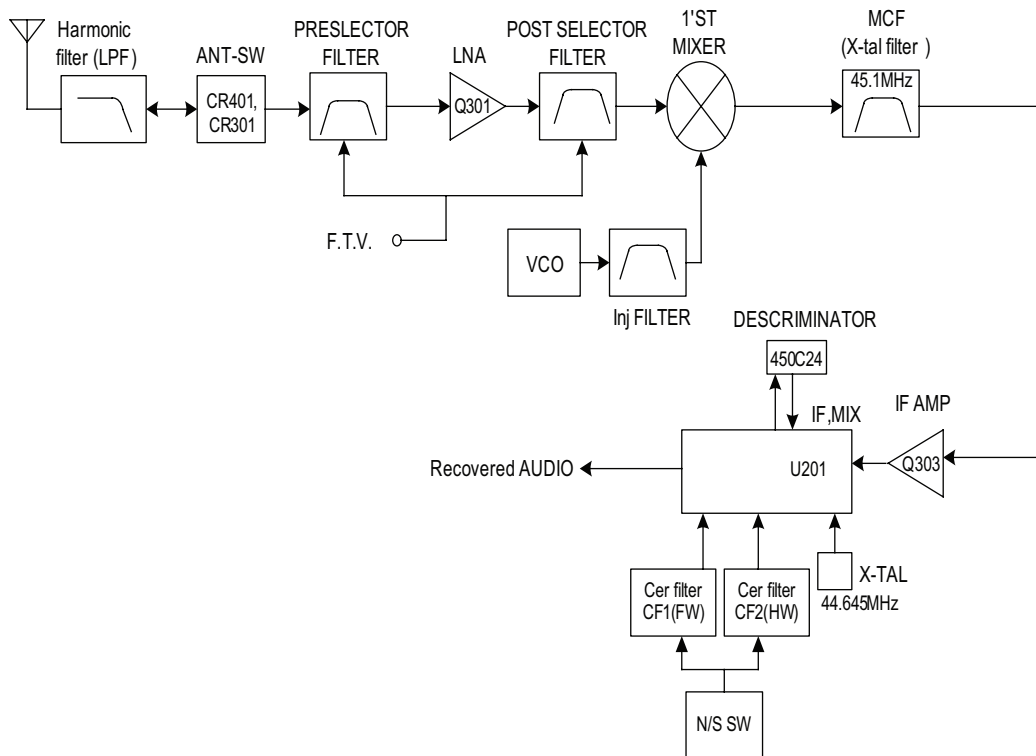 Harmonic
filter (LPF)
ANT-SW
CR401,
CR301
PRESLECTOR
FILTER
LNA
Q301
POST SELECTOR
FILTER
1'ST
MIXER
MCF
(X-tal filter )
45.1MHz
F.T.V.
VCO
Inj FILTER
DESCRIMINATOR
450C24
IF,MIX
IF AMP
Recovered AUDIO
U201
Q303
Cer filter
CF1(FW)
Cer filter
CF2(HW)
X-TAL
44.645MHz
N/S SW